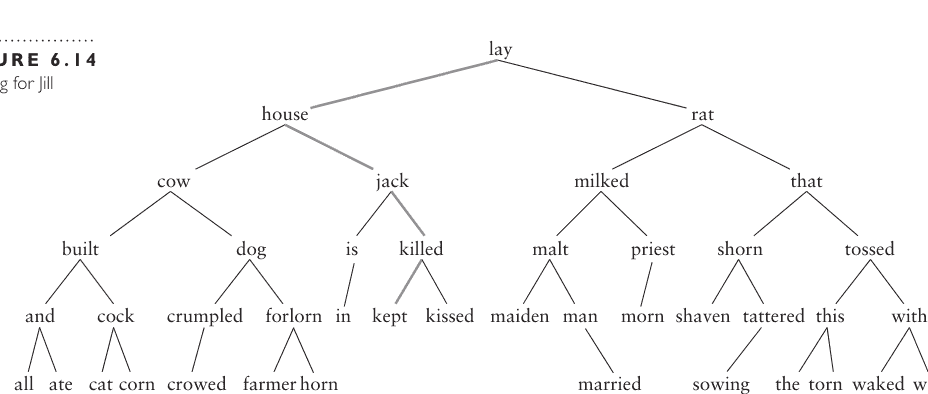 URE 6.14
g for Jill
lay
house rat
cow jack milked that
built dog is killed malt priest shorn tossed
and cock crumpled forlorn in kept kissed maiden man morn shaven tattered this with
all ate cat corn crowed farmer horn married sowing the torn waked w